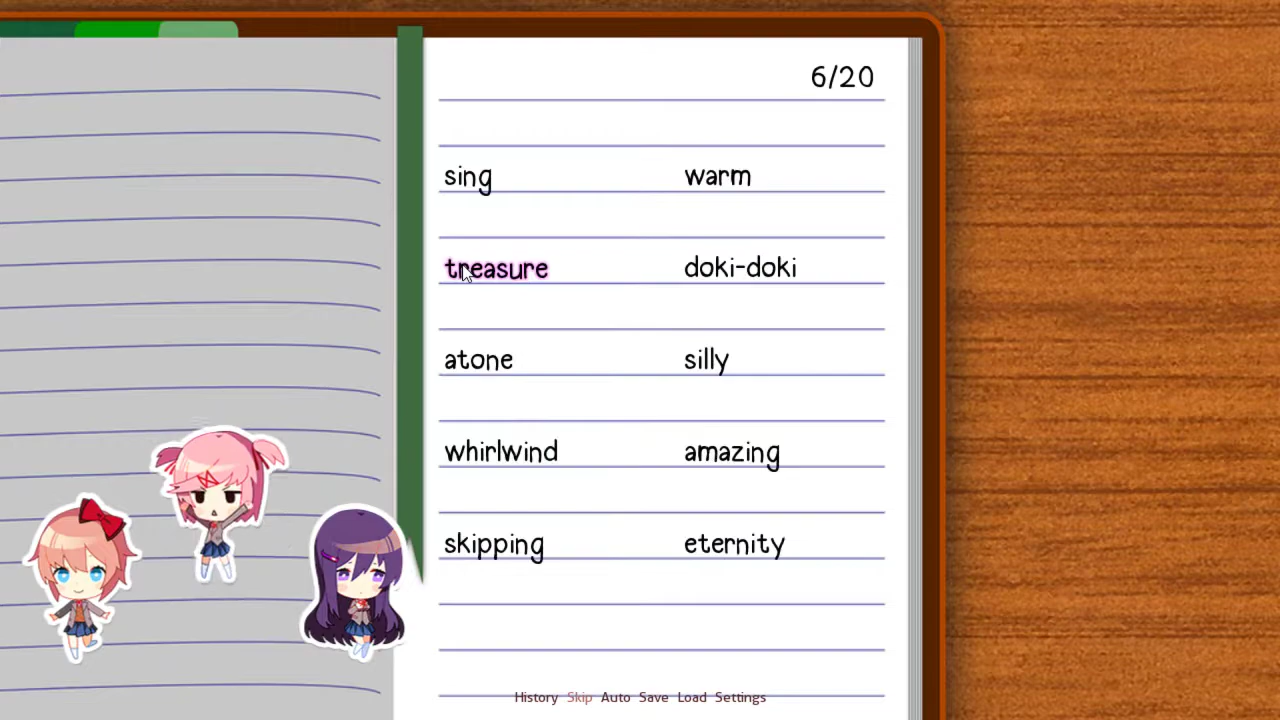 6/20
sing warm
treasure doki-doki
atone silly
whirlwind amazing
skipping eternity
History Skip Auto Save Load Settings